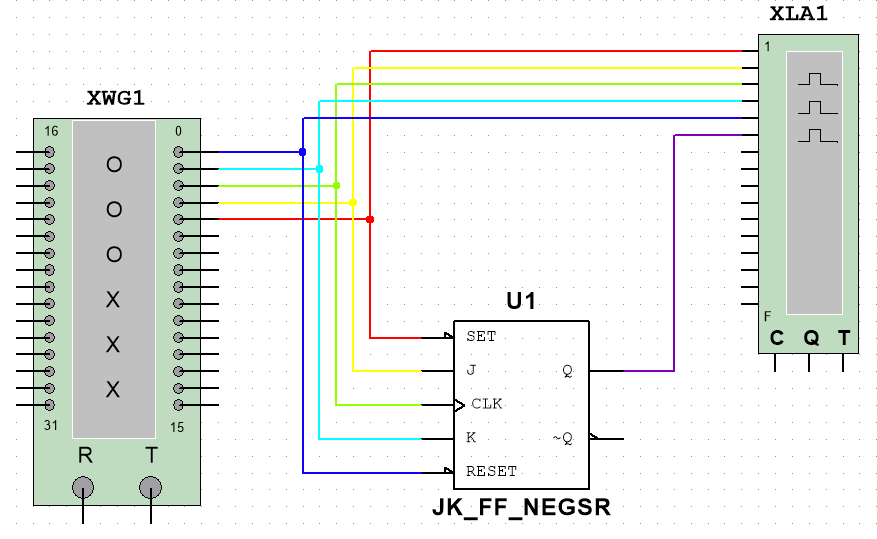 XLA1
1
XWG1
16 0
O
O
O
X
X
X
31 15
R T
F
C Q T
U1
SET
J Q
CLK
K ~Q
RESET
JK_FF_NEGSR